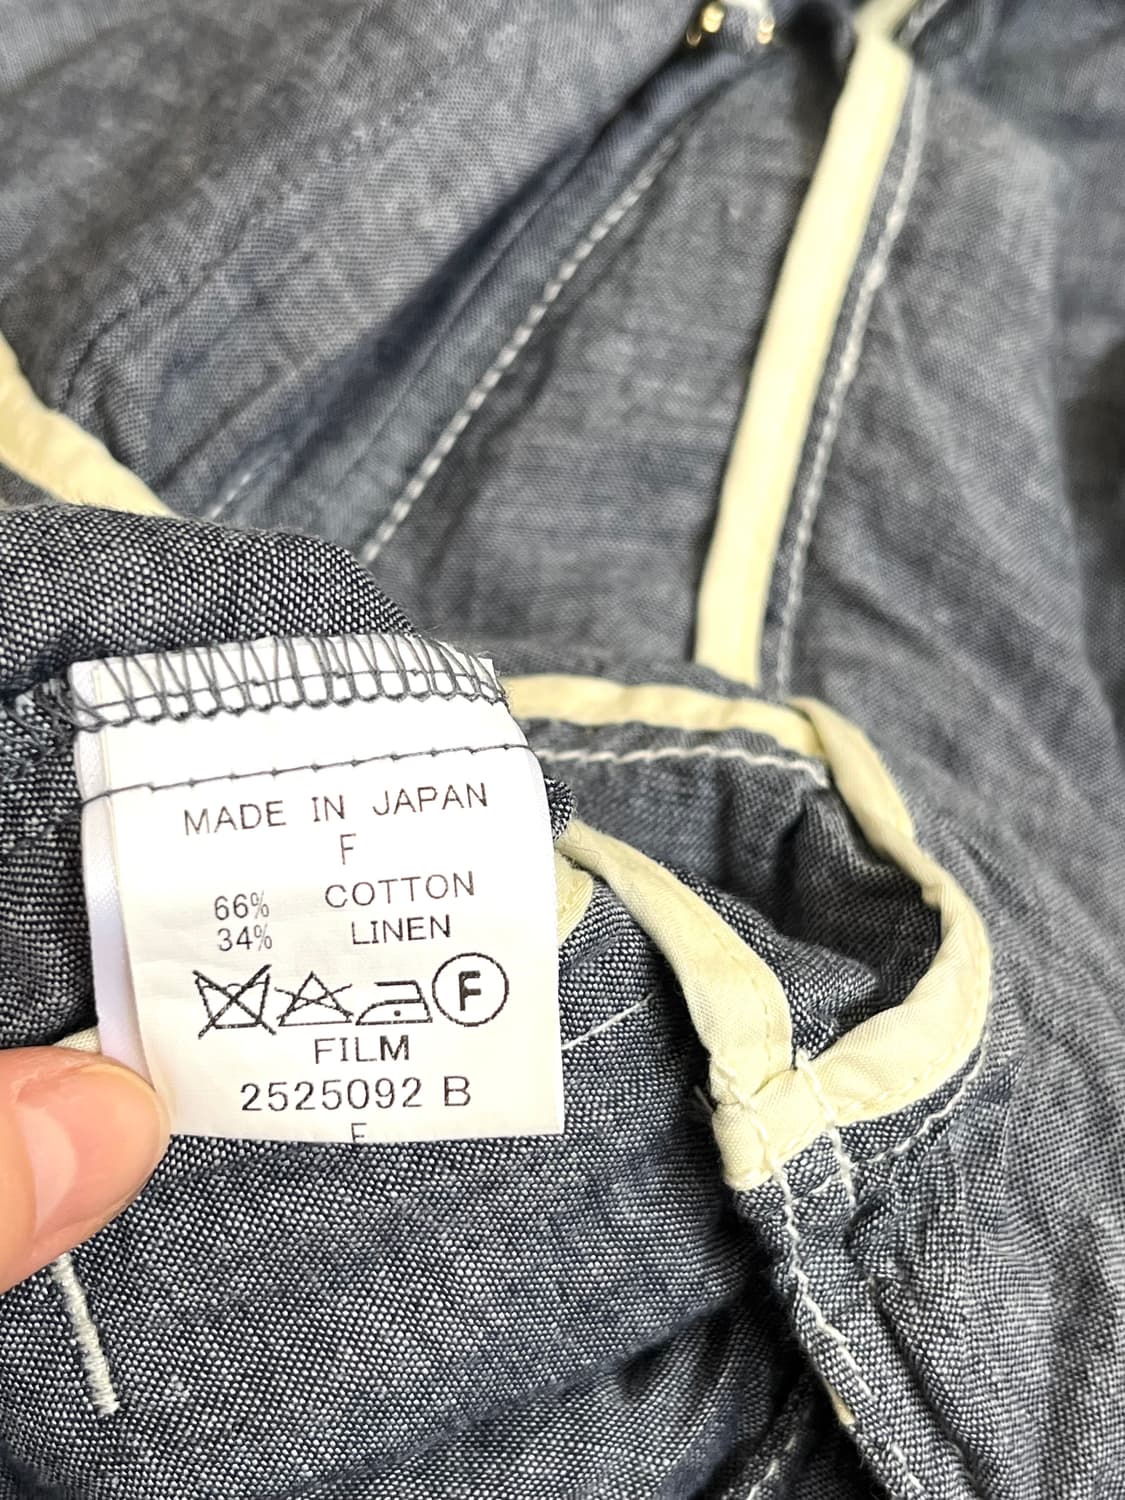 MADE IN JAPAN
F
66% COTTON
34% LINEN
F
FILM
2525092 B
F